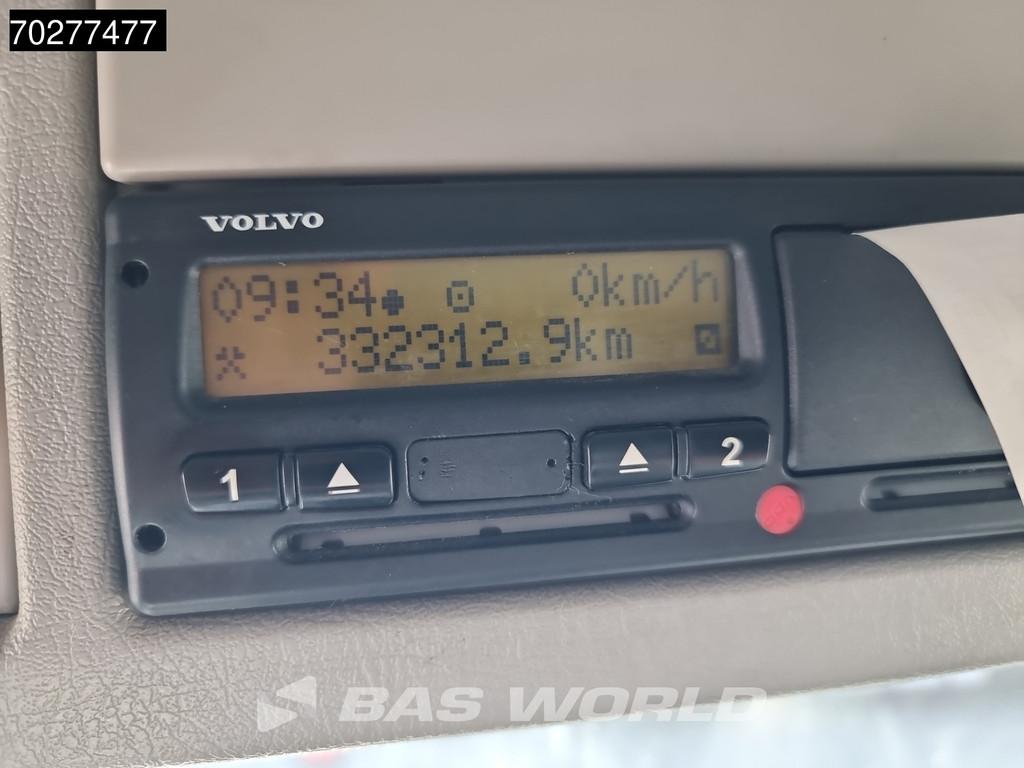 70277477
VOLVO
09:34 0km/h
332312.9km
1 2
BAS WORLD